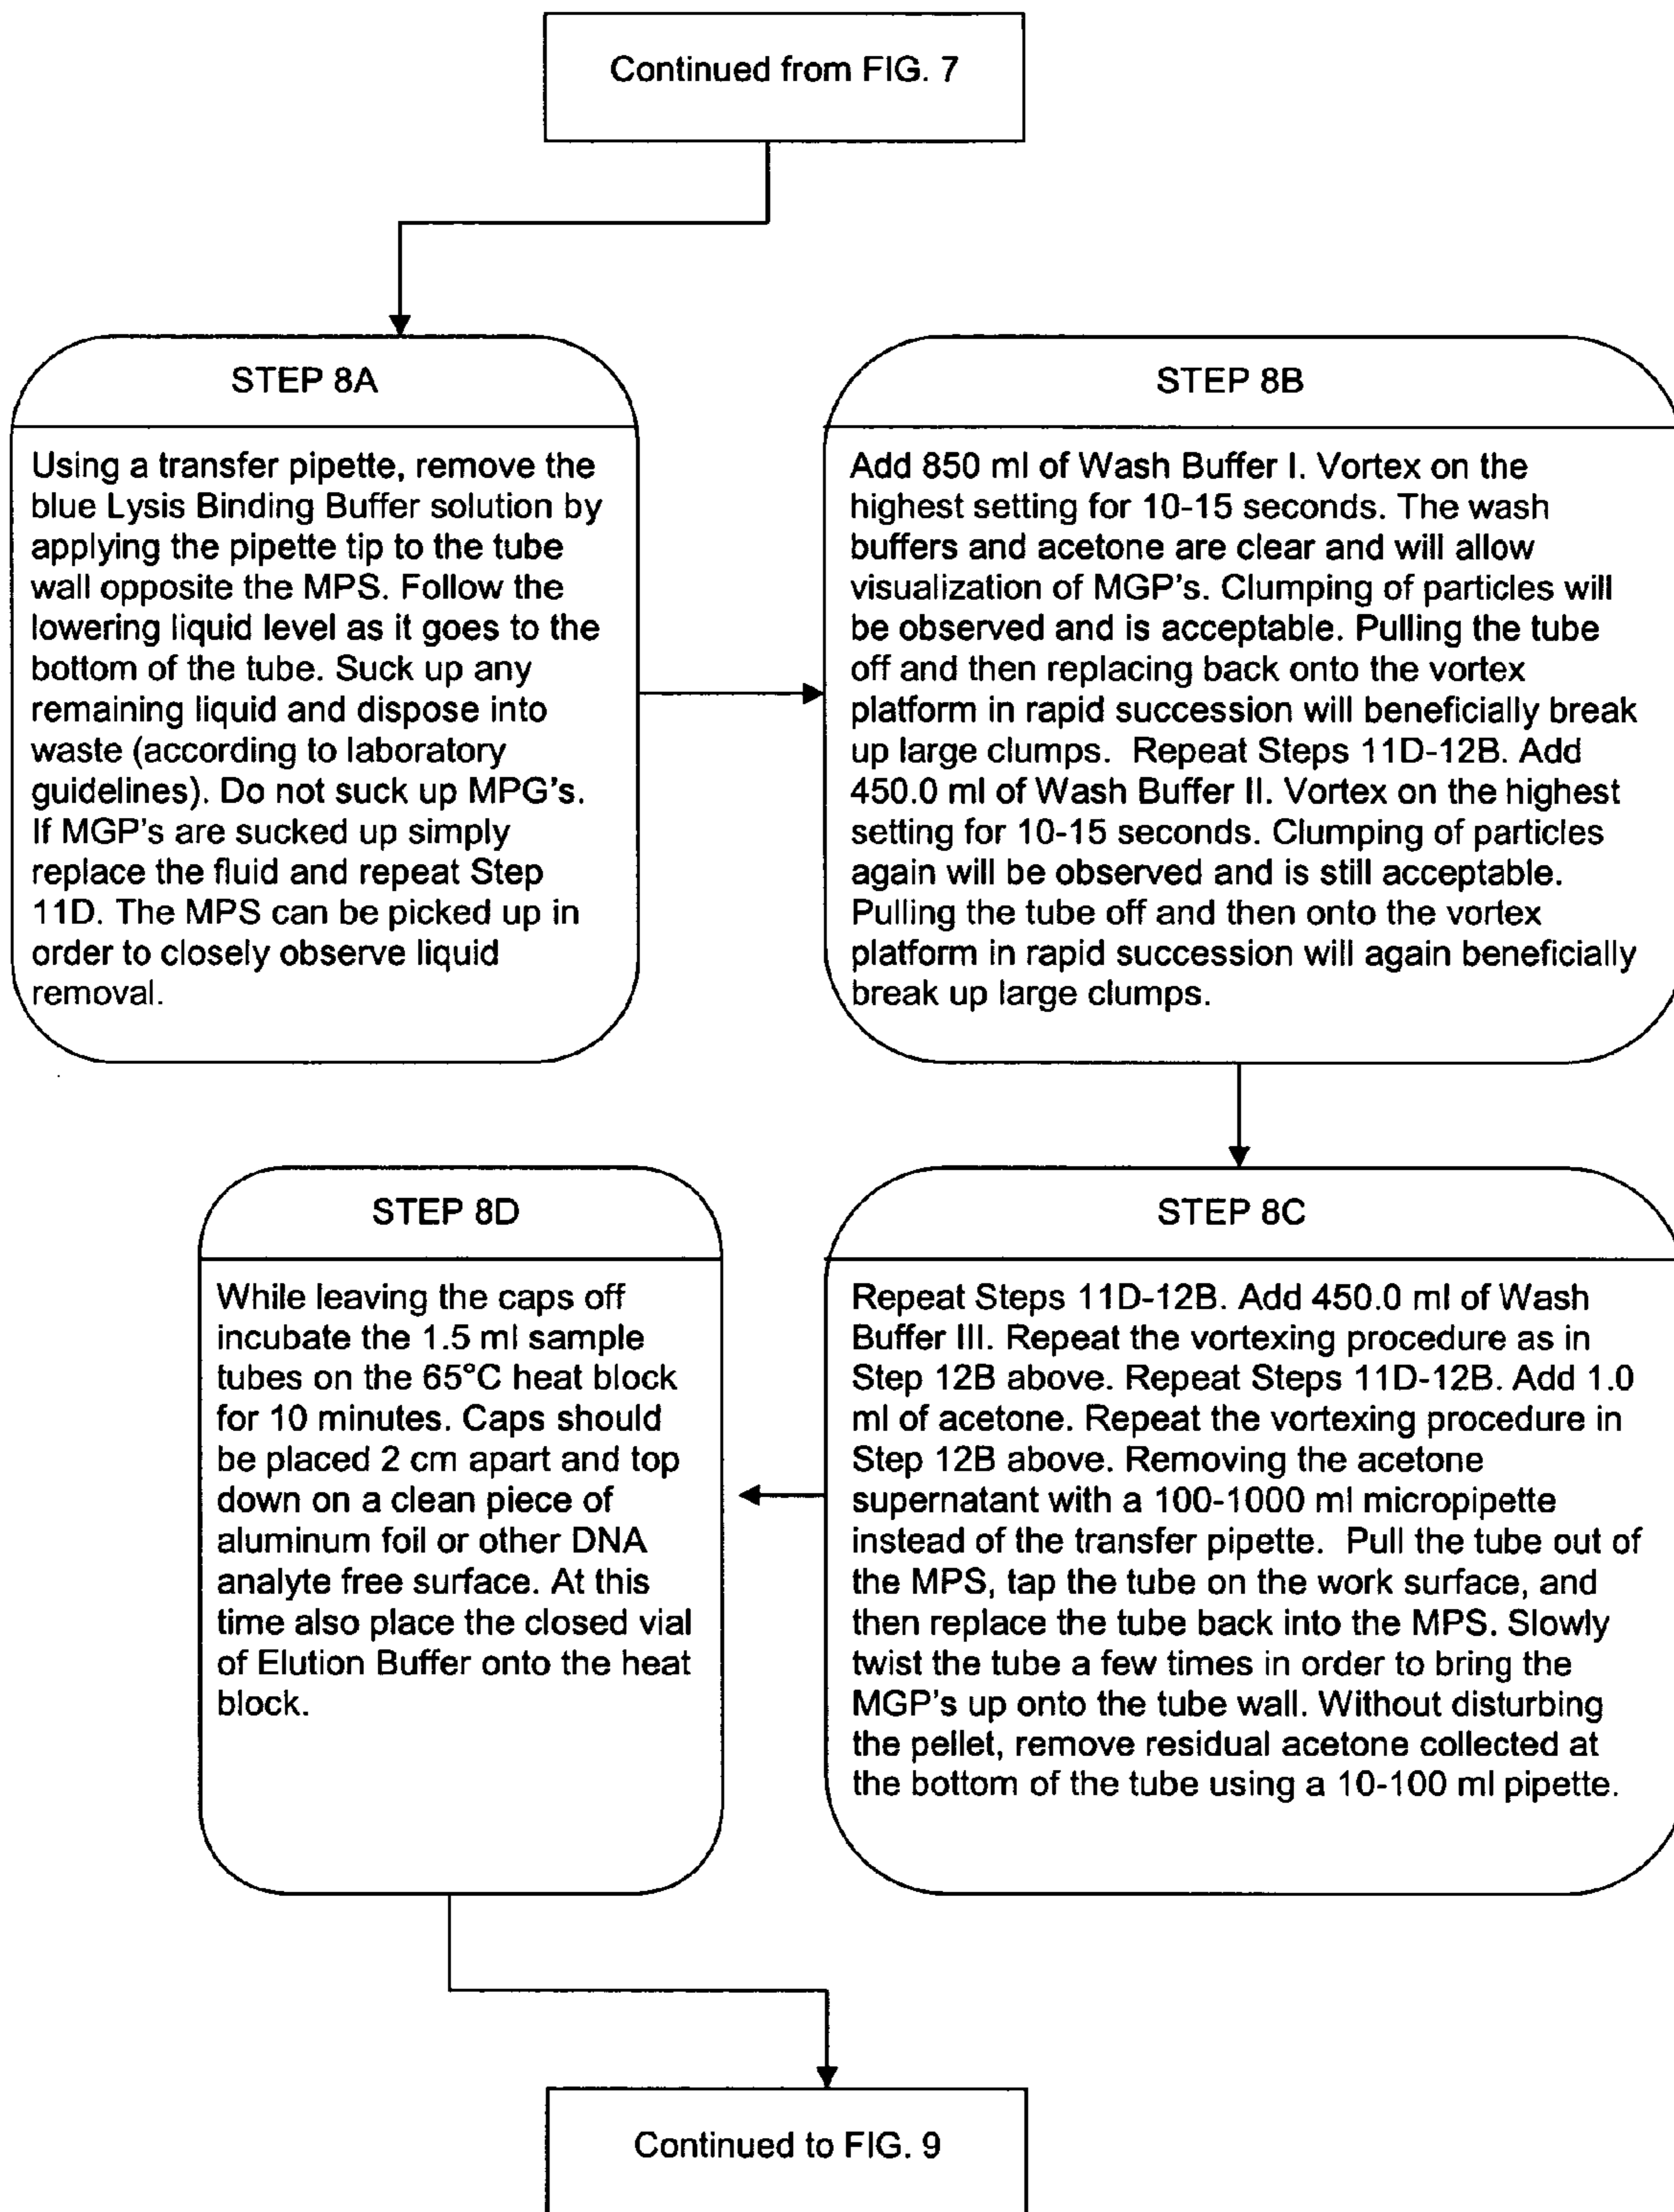 Continued from FIG. 7
STEP 8A
Using a transfer pipette, remove the
blue Lysis Binding Buffer solution by
applying the pipette tip to the tube
wall opposite the MPS. Follow the
lowering liquid level as it goes to the
bottom of the tube. Suck up any
remaining liquid and dispose into
waste (according to laboratory
guidelines). Do not suck up MPG's.
If MGP's are sucked up simply
replace the fluid and repeat Step
11D. The MPS can be picked up in
order to closely observe liquid
removal.
STEP 8B
Add 850 ml of Wash Buffer I. Vortex on the
highest setting for 10-15 seconds. The wash
buffers and acetone are clear and will allow
visualization of MGP's. Clumping of particles will
be observed and is acceptable. Pulling the tube
off and then replacing back onto the vortex
platform in rapid succession will beneficially break
up large clumps. Repeat Steps 11D-12B. Add
450.0 ml of Wash Buffer II. Vortex on the highest
setting for 10-15 seconds. Clumping of particles
again will be observed and is still acceptable.
Pulling the tube off and then onto the vortex
platform in rapid succession will again beneficially
break up large clumps.
STEP 8C
Repeat Steps 11D-12B. Add 450.0 ml of Wash
Buffer III. Repeat the vortexing procedure as in
Step 12B above. Repeat Steps 11D-12B. Add 1.0
ml of acetone. Repeat the vortexing procedure in
Step 12B above. Removing the acetone
supernatant with a 100-1000 ml micropipette
instead of the transfer pipette. Pull the tube out of
the MPS, tap the tube on the work surface, and
then replace the tube back into the MPS. Slowly
twist the tube a few times in order to bring the
MGP's up onto the tube wall. Without disturbing
the pellet, remove residual acetone collected at
the bottom of the tube using a 10-100 ml pipette.
STEP 8D
While leaving the caps off
incubate the 1.5 ml sample
tubes on the 65°C heat block
for 10 minutes. Caps should
be placed 2 cm apart and top
down on a clean piece of
aluminum foil or other DNA
analyte free surface. At this
time also place the closed vial
of Elution Buffer onto the heat
block.
Continued to FIG. 9